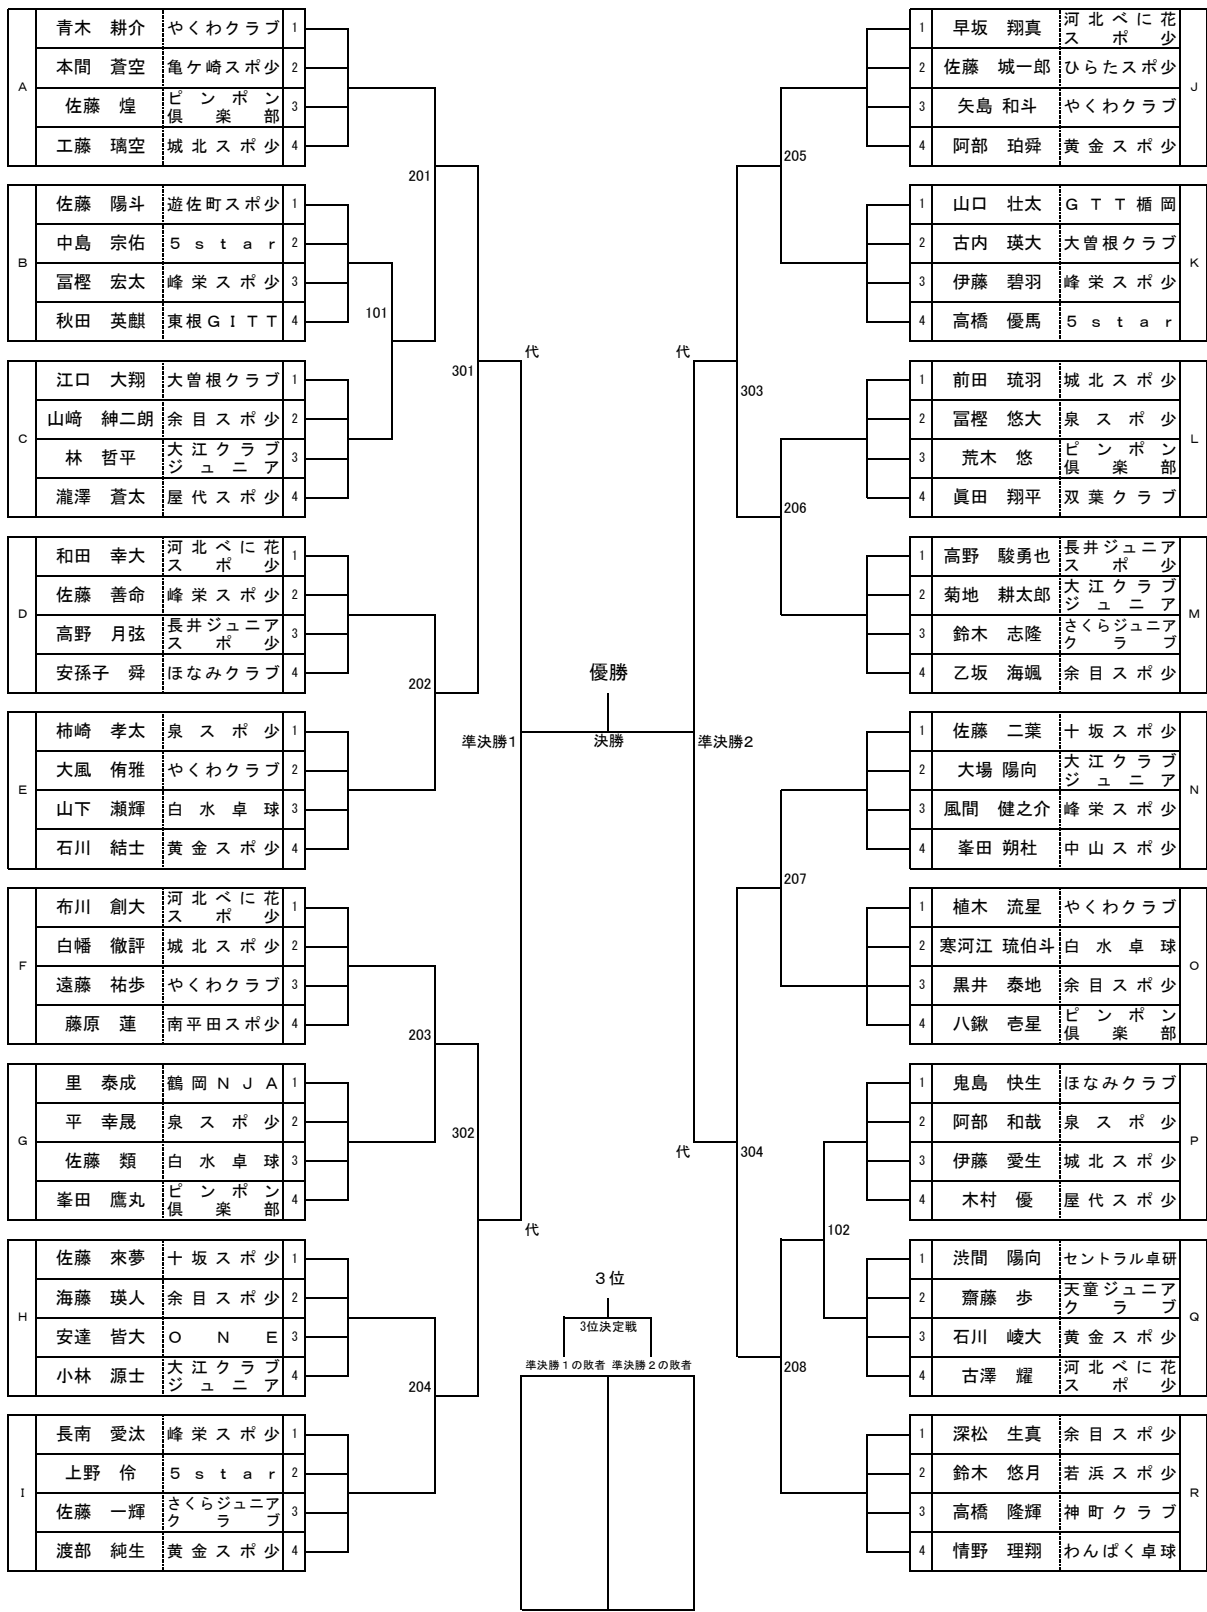 A
青木 耕介 やくわクラブ 1
本間 蒼空 亀ケ崎スポ少 2
佐藤 煌 ピンポン倶楽部 3
工藤 璃空 城北スポ少 4
B
佐藤 陽斗 遊佐町スポ少 1
中島 宗佑 5star 2
冨樫 宏太 峰栄スポ少 3
秋田 英麒 東根GITT 4
C
江口 大翔 大曽根クラブ 1
山﨑 紳二朗 余目スポ少 2
林 哲平 大江クラブジュニア 3
瀧澤 蒼太 屋代スポ少 4
D
和田 幸大 河北べに花スポ少 1
佐藤 善命 峰栄スポ少 2
高野 月弦 長井ジュニアスポ少 3
安孫子 舜 ほなみクラブ 4
E
柿崎 孝太 泉スポ少 1
大風 侑雅 やくわクラブ 2
山下 瀬輝 白水卓球 3
石川 結士 黄金スポ少 4
F
布川 創大 河北べに花スポ少 1
白幡 徹評 城北スポ少 2
遠藤 祐歩 やくわクラブ 3
藤原 蓮 南平田スポ少 4
G
里 泰成 鶴岡NJA 1
平 幸晟 泉スポ少 2
佐藤 類 白水卓球 3
峯田 鷹丸 ピンポン倶楽部 4
H
佐藤 來夢 十坂スポ少 1
海藤 瑛人 余目スポ少 2
安達 皆大 ONE 3
小林 源士 大江クラブジュニア 4
I
長南 愛汰 峰栄スポ少 1
上野 伶 5star 2
佐藤 一輝 さくらジュニアクラブ 3
渡部 純生 黄金スポ少 4
101
201
202
203
204
301
302
代
代
準決勝1
優勝
決勝
準決勝2
3位
3位決定戦
準決勝1の敗者 準決勝2の敗者
代
代
303
304
205
206
207
208
102
J
1 早坂 翔真 河北べに花スポ少
2 佐藤 城一郎 ひらたスポ少
3 矢島 和斗 やくわクラブ
4 阿部 珀舜 黄金スポ少
K
1 山口 壮太 GTT楯岡
2 古内 瑛大 大曽根クラブ
3 伊藤 碧羽 峰栄スポ少
4 高橋 優馬 5star
L
1 前田 琉羽 城北スポ少
2 冨樫 悠大 泉スポ少
3 荒木 悠 ピンポン倶楽部
4 眞田 翔平 双葉クラブ
M
1 高野 駿勇也 長井ジュニアスポ少
2 菊地 耕太郎 大江クラブジュニア
3 鈴木 志隆 さくらジュニアクラブ
4 乙坂 海颯 余目スポ少
N
1 佐藤 二葉 十坂スポ少
2 大場 陽向 大江クラブジュニア
3 風間 健之介 峰栄スポ少
4 峯田 朔杜 中山スポ少
O
1 植木 流星 やくわクラブ
2 寒河江 琉伯斗 白水卓球
3 黒井 泰地 余目スポ少
4 八鍬 壱星 ピンポン倶楽部
P
1 鬼島 快生 ほなみクラブ
2 阿部 和哉 泉スポ少
3 伊藤 愛生 城北スポ少
4 木村 優 屋代スポ少
Q
1 渋間 陽向 セントラル卓研
2 齋藤 歩 天童ジュニアクラブ
3 石川 崚大 黄金スポ少
4 古澤 耀 河北べに花スポ少
R
1 深松 生真 余目スポ少
2 鈴木 悠月 若浜スポ少
3 高橋 隆輝 神町クラブ
4 情野 理翔 わんぱく卓球